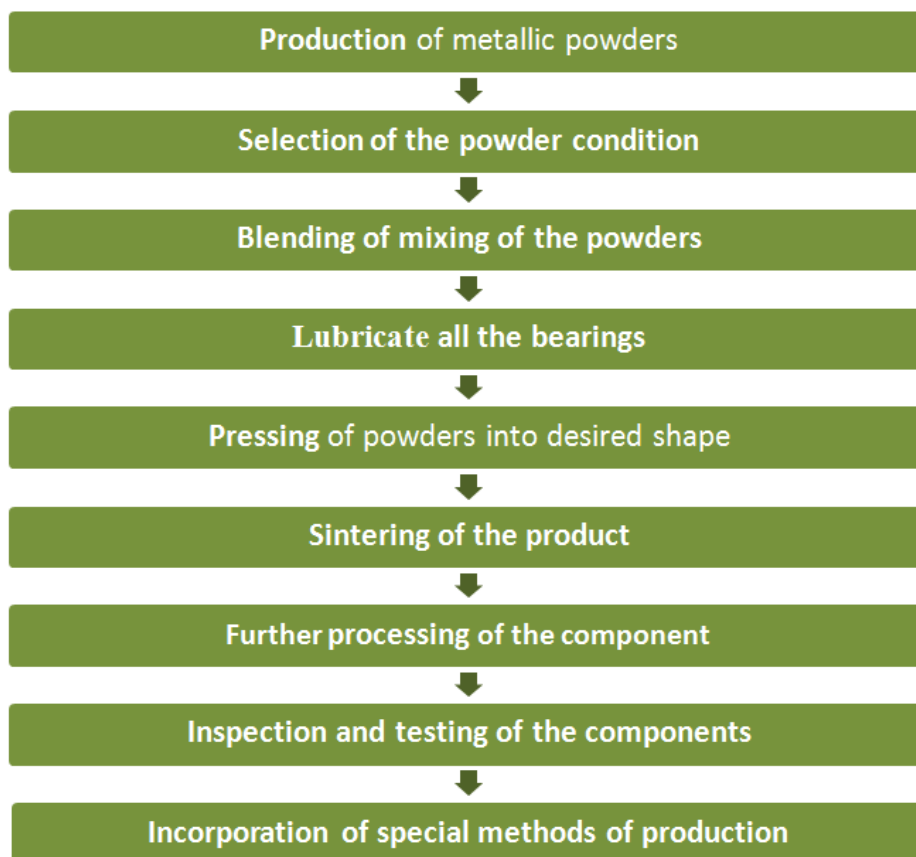 Production of metallic powders
Selection of the powder condition
Blending of mixing of the powders
Lubricate all the bearings
Pressing of powders into desired shape
Sintering of the product
Further processing of the component
Inspection and testing of the components
Incorporation of special methods of production